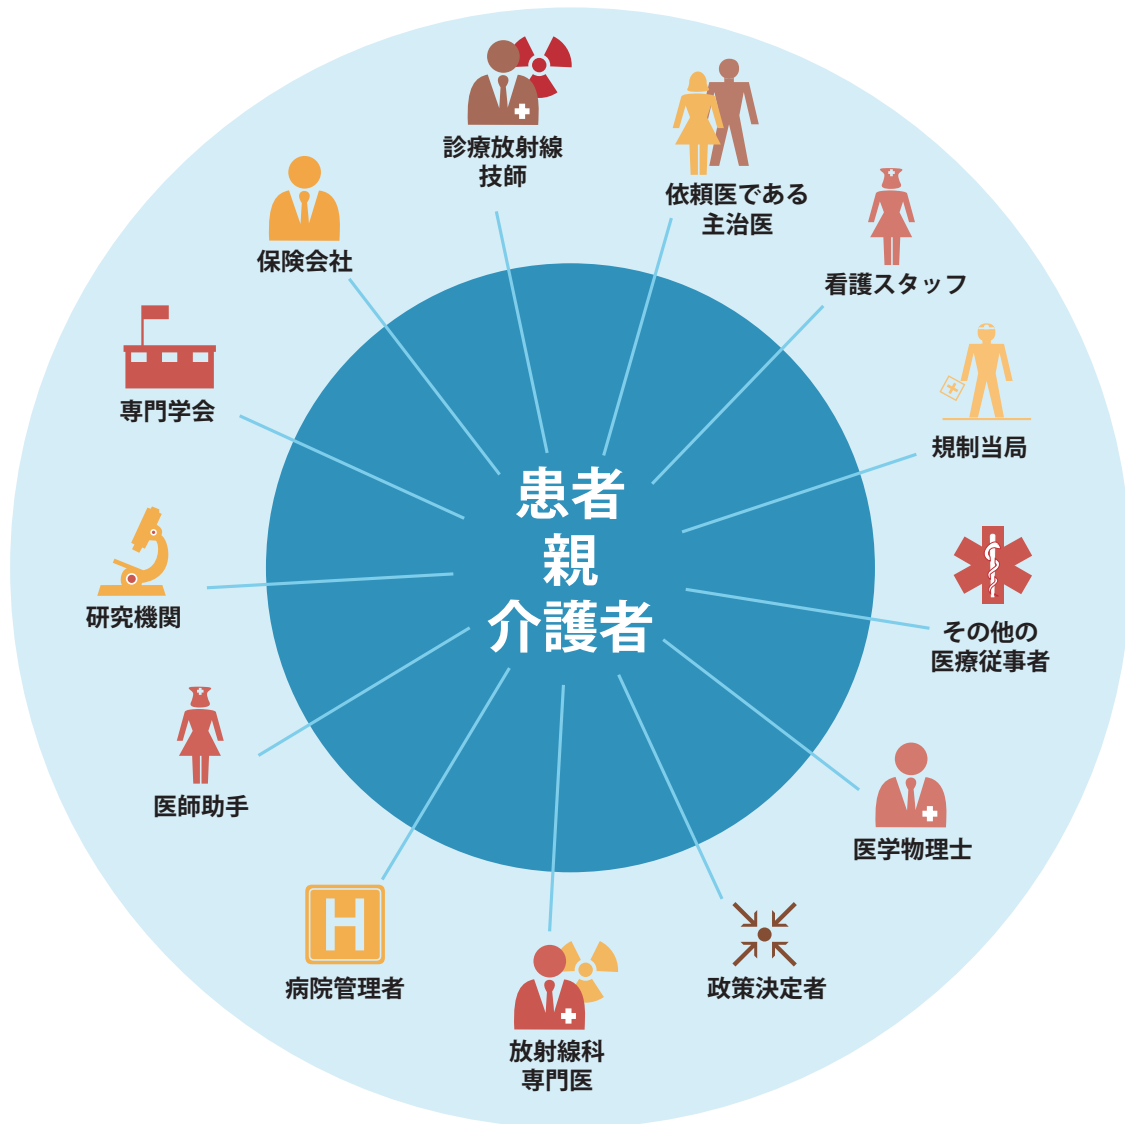 診療放射線
技師
依頼医である
主治医
看護スタッフ
規制当局
その他の
医療従事者
医学物理士
政策決定者
放射線科
専門医
病院管理者
医師助手
研究機関
専門学会
保険会社
患者
親
介護者